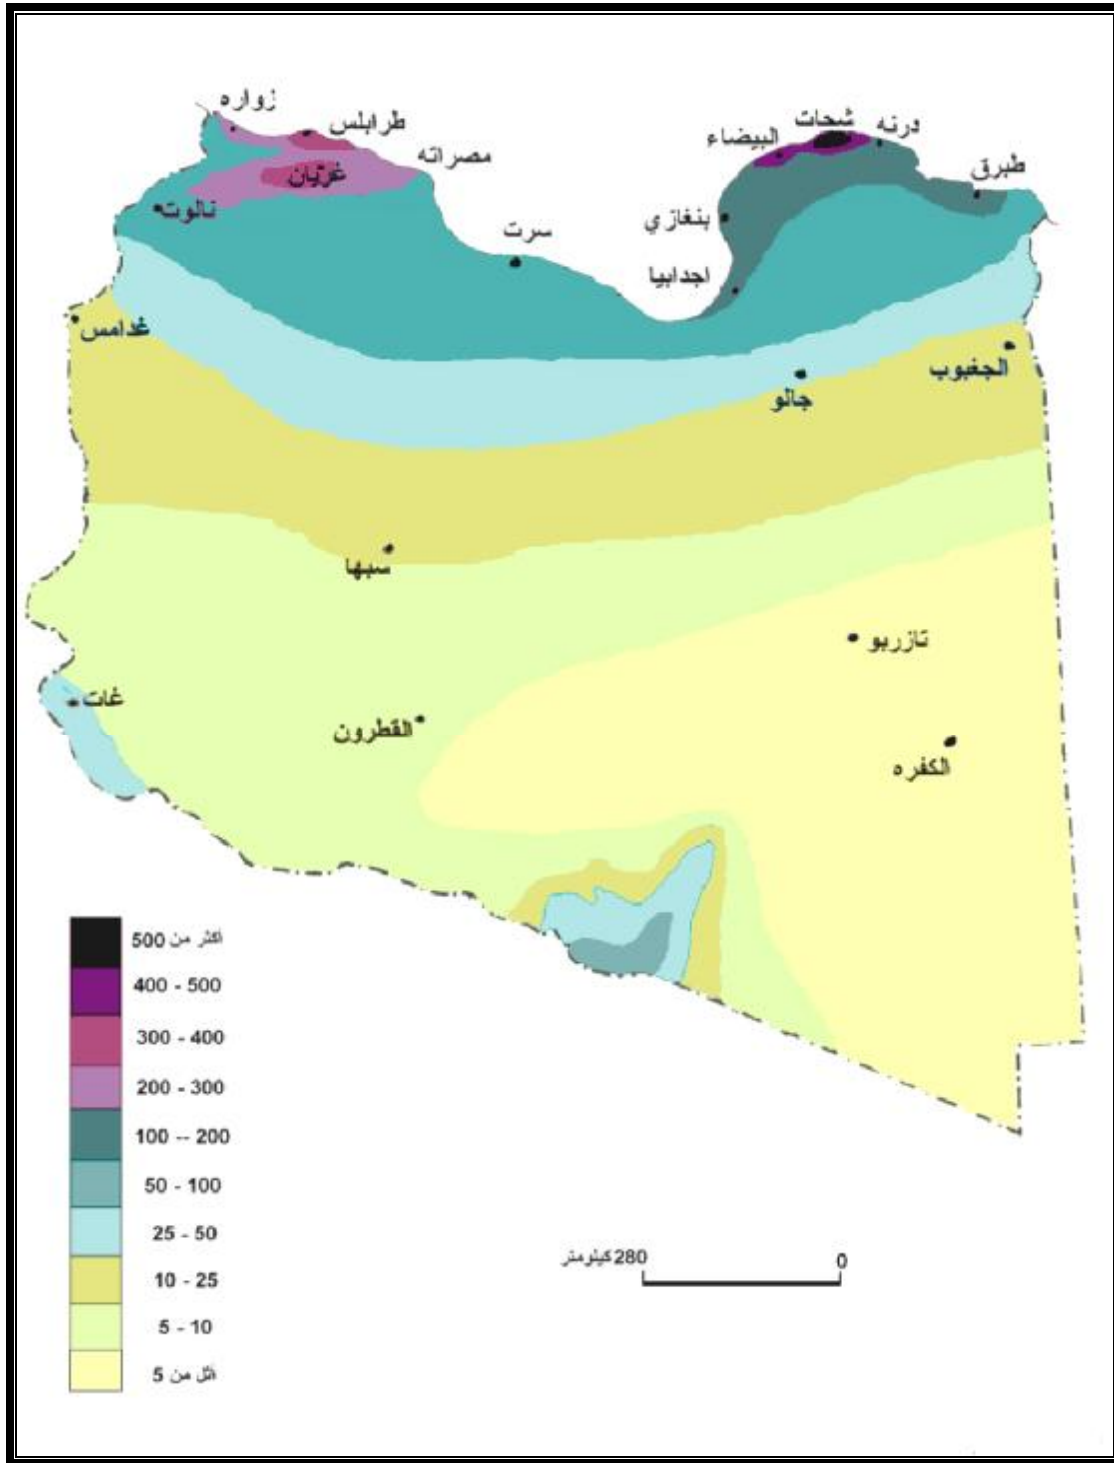 زواره
طرابلس
مصراته
غريان
نالوت
سرت
شحات
درنه
البيضاء
طبرق
بنغازي
اجدابيا
غدامس
الجغبوب
جالو
سبها
تازربو
غات
القطرون
الكفره
أكثر من 500
400 - 500
300 - 400
200 - 300
100 -- 200
50 - 100
25 - 50
10 - 25
5 - 10
أقل من 5
280 كيلومتر
0